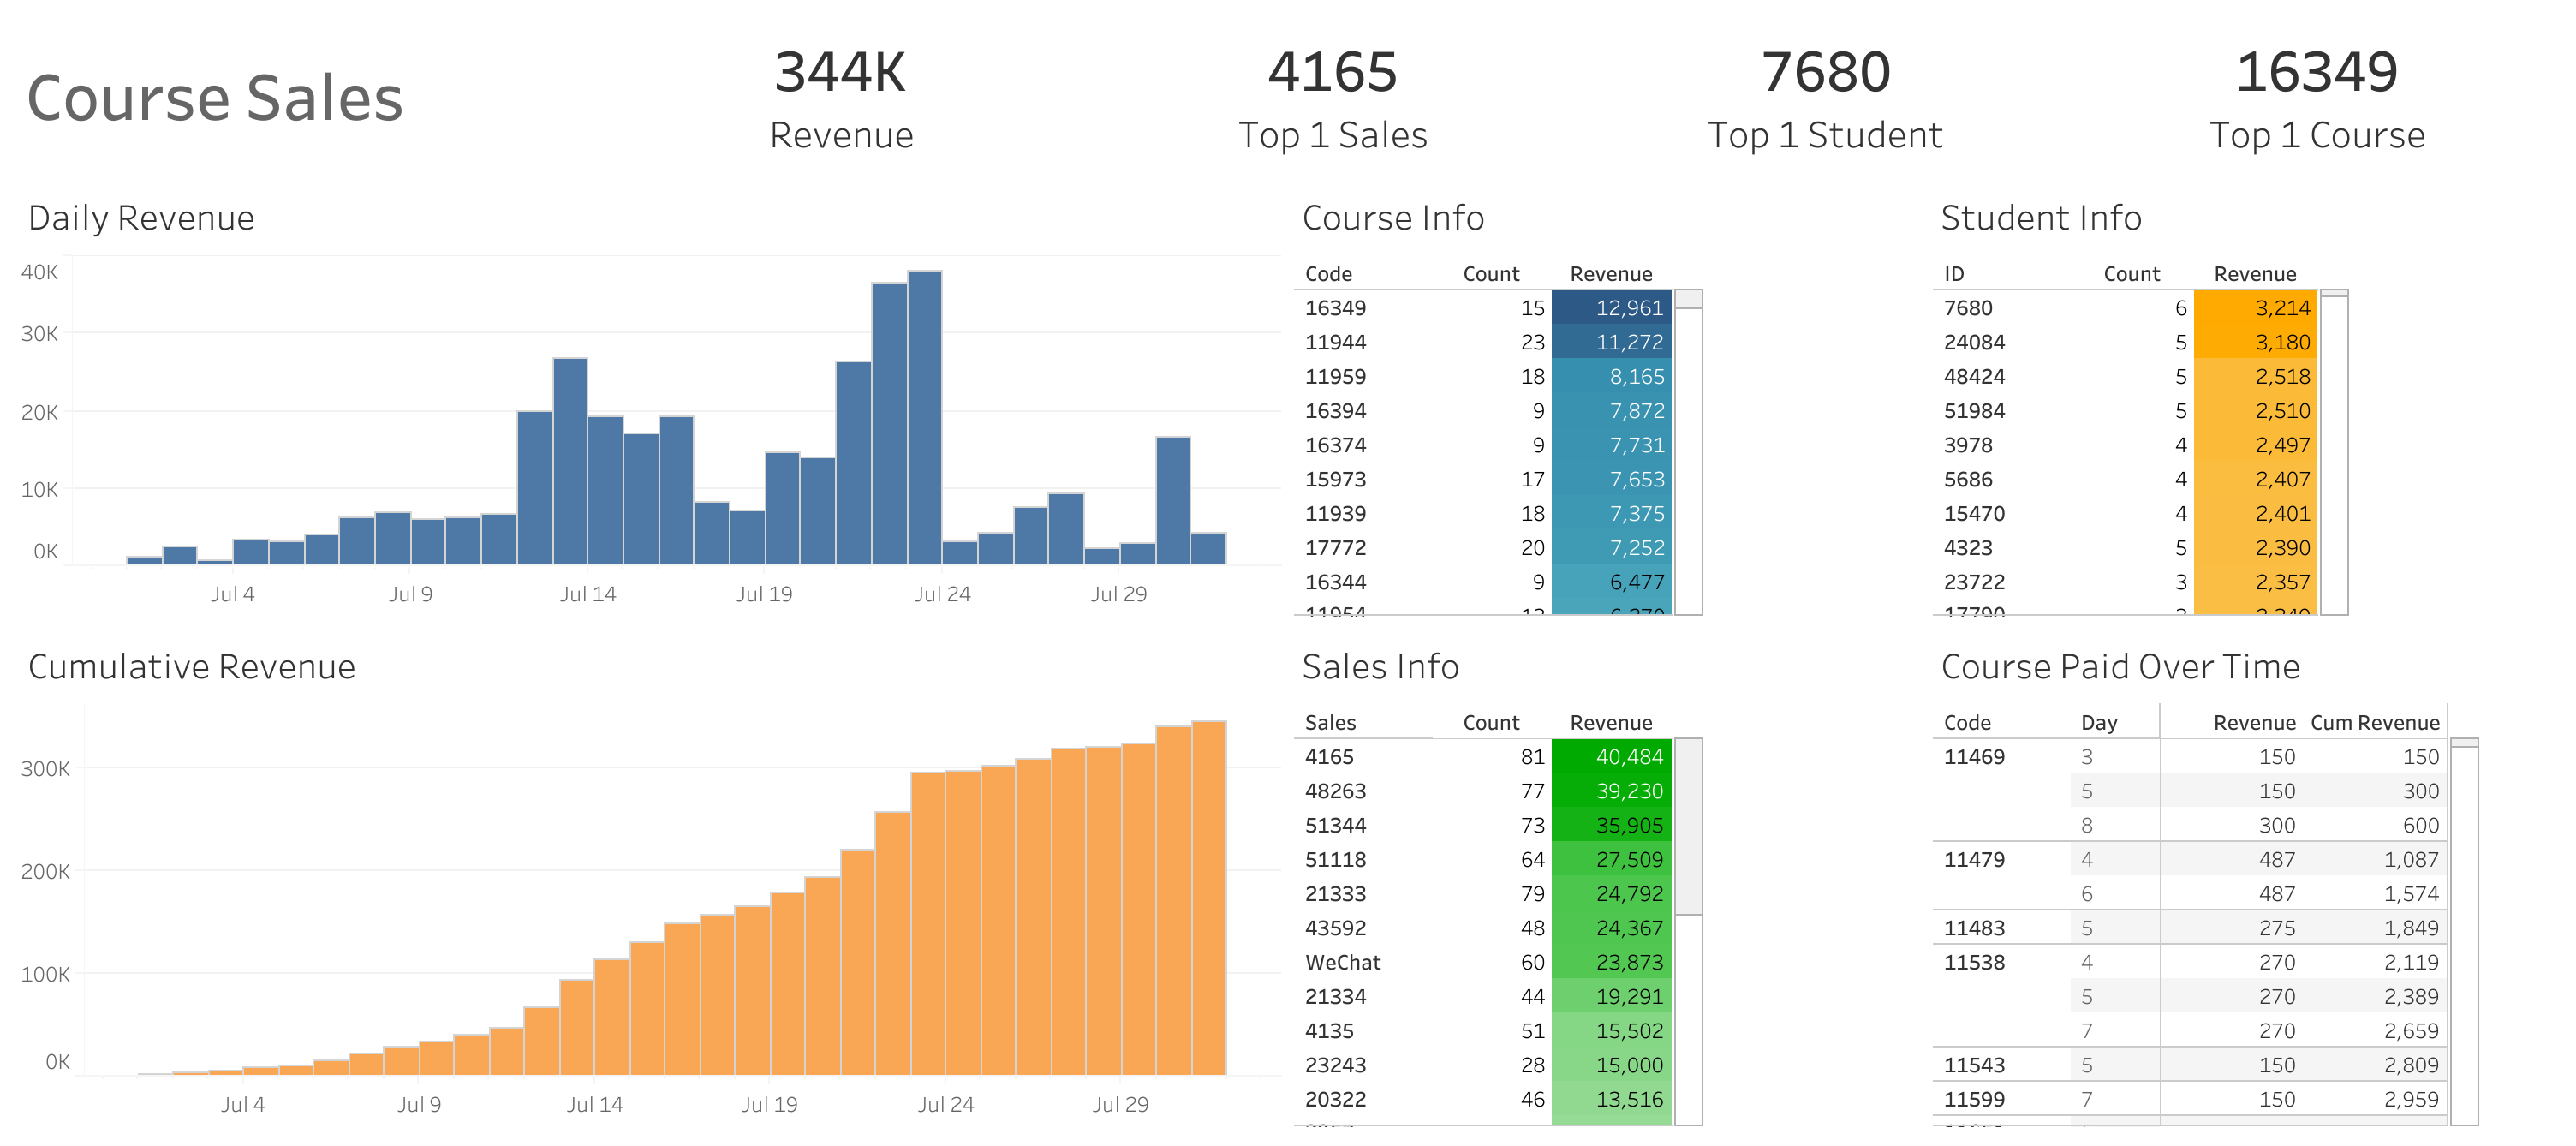 Course Sales
344K
Revenue
4165
Top 1 Sales
7680
Top 1 Student
16349
Top 1 Course
Daily Revenue
40K
30K
20K
10K
0K
Jul 4 Jul 9 Jul 14 Jul 19 Jul 24 Jul 29
Course Info
Code Count Revenue
16349 15 12,961
11944 23 11,272
11959 18 8,165
16394 9 7,872
16374 9 7,731
15973 17 7,653
11939 18 7,375
17772 20 7,252
16344 9 6,477
Student Info
ID Count Revenue
7680 6 3,214
24084 5 3,180
48424 5 2,518
51984 5 2,510
3978 4 2,497
5686 4 2,407
15470 4 2,401
4323 5 2,390
23722 3 2,357
Cumulative Revenue
300K
200K
100K
0K
Jul 4 Jul 9 Jul 14 Jul 19 Jul 24 Jul 29
Sales Info
Sales Count Revenue
4165 81 40,484
48263 77 39,230
51344 73 35,905
51118 64 27,509
21333 79 24,792
43592 48 24,367
WeChat 60 23,873
21334 44 19,291
4135 51 15,502
23243 28 15,000
20322 46 13,516
Course Paid Over Time
Code Day Revenue Cum Revenue
11469 3 150 150
5 150 300
8 300 600
11479 4 487 1,087
6 487 1,574
11483 5 275 1,849
11538 4 270 2,119
5 270 2,389
7 270 2,659
11543 5 150 2,809
11599 7 150 2,959